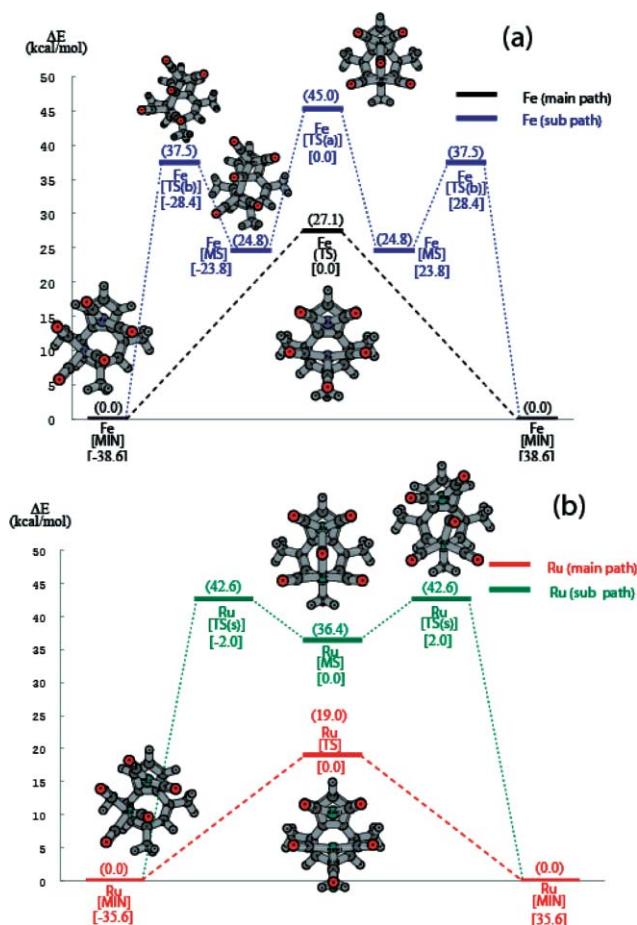 ΔE
(kcal/mol)
(a)
50
45
40
35
30
25
20
15
10
5
0
Fe (main path)
Fe (sub path)
(45.0)
Fe
[TS(a)]
[0.0]
(37.5)
Fe
[TS(b)]
[-28.4]
(37.5)
Fe
[TS(b)]
[28.4]
(24.8)
Fe
[MS]
[-23.8]
(24.8)
Fe
[MS]
[23.8]
(27.1)
Fe
(TS)
[0.0]
(0.0)
Fe
[MIN]
[-38.6]
(0.0)
Fe
[MIN]
[38.6]
ΔE
(kcal/mol)
(b)
50
45
40
35
30
25
20
15
10
5
0
Ru (main path)
Ru (sub path)
(42.6)
Ru
[TS(s)]
[-2.0]
(36.4)
Ru
[MS]
[0.0]
(42.6)
Ru
[TS(s)]
[2.0]
(19.0)
Ru
[TS]
[0.0]
(0.0)
Ru
[MIN]
[-35.6]
(0.0)
Ru
[MIN]
[35.6]